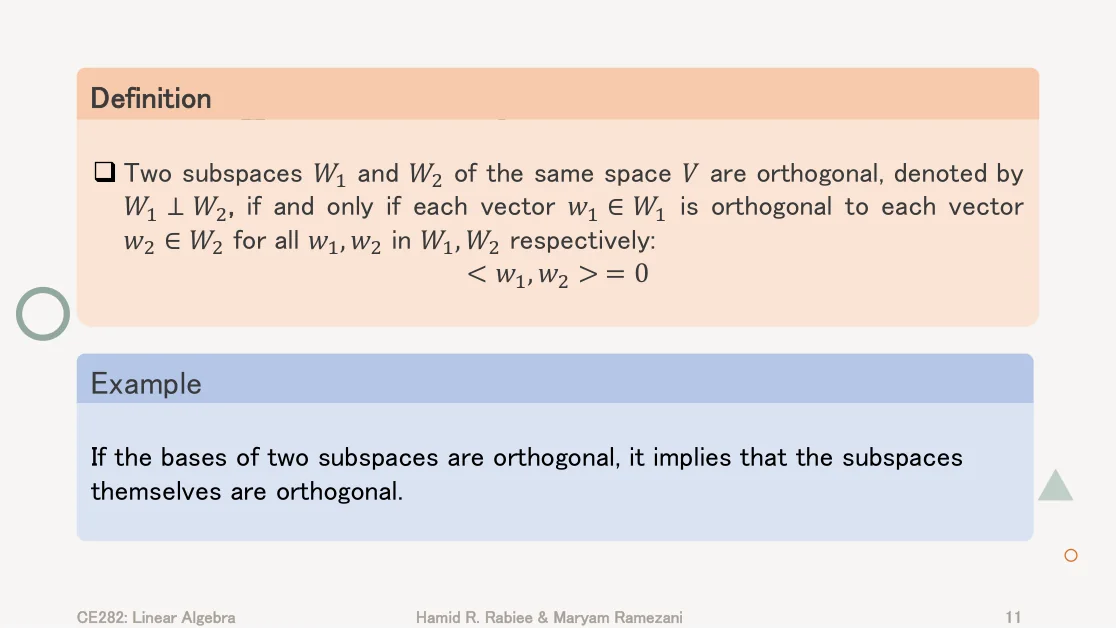 Definition
❑ Two subspaces W₁ and W₂ of the same space V are orthogonal, denoted by
W₁ ⊥ W₂, if and only if each vector w₁ ∈ W₁ is orthogonal to each vector
w₂ ∈ W₂ for all w₁, w₂ in W₁, W₂ respectively:
< w₁, w₂ > = 0
Example
If the bases of two subspaces are orthogonal, it implies that the subspaces
themselves are orthogonal.
CE282: Linear Algebra
Hamid R. Rabiee & Maryam Ramezani
11